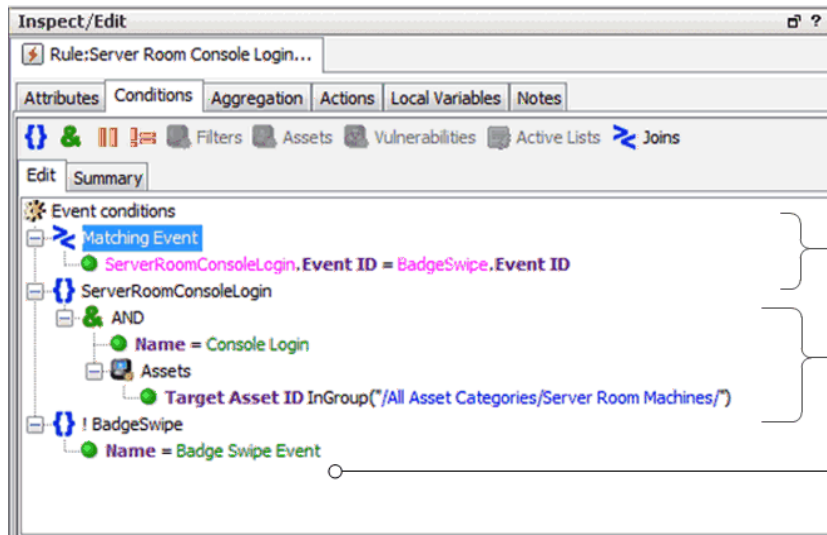 Inspect/Edit ?
Rule:Server Room Console Login...
Attributes Conditions Aggregation Actions Local Variables Notes
{} & Filters Assets Vulnerabilities Active Lists Joins
Edit Summary
Event conditions
Matching Event
ServerRoomConsoleLogin.Event ID = BadgeSwipe.Event ID
{} ServerRoomConsoleLogin
& AND
Name = Console Login
Assets
Target Asset ID InGroup("/All Asset Categories/Server Room Machines/")
{} ! BadgeSwipe
Name = Badge Swipe Event